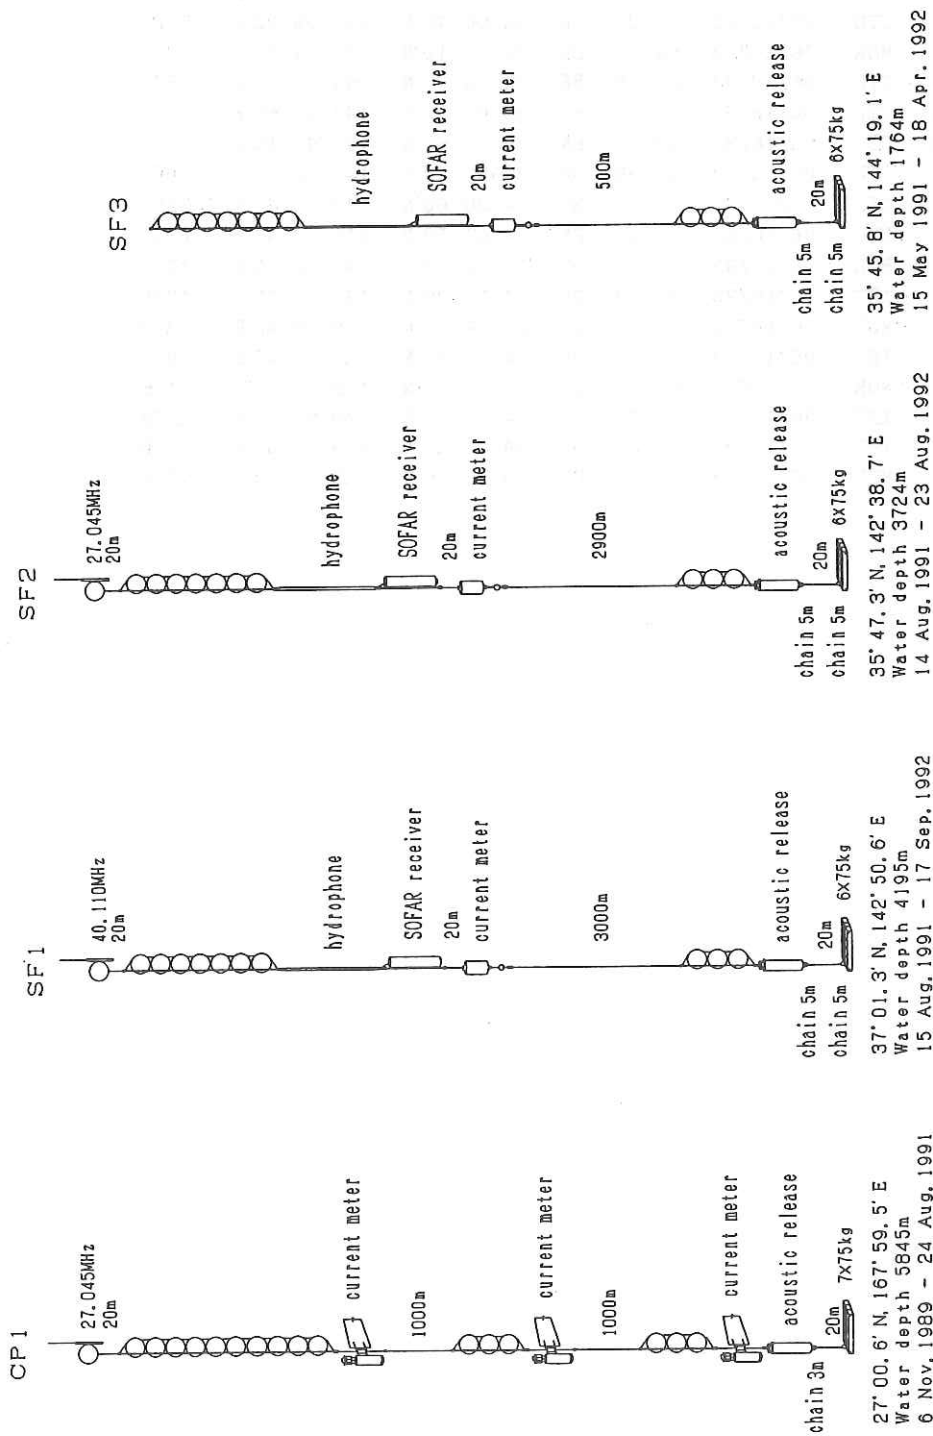 CP1
27.045MHz
20m
current meter
1000m
current meter
1000m
current meter
acoustic release
20m
chain 3m
7X75kg
27° 00.6' N, 167° 59.5' E
Water depth 5845m
6 Nov. 1989 - 24 Aug. 1991
SF1
40.110MHz
20m
hydrophone
SOFAR receiver
20m
current meter
3000m
acoustic release
chain 5m
20m
chain 5m
6X75kg
37° 01.3' N, 142° 50.6' E
Water depth 4195m
15 Aug. 1991 - 17 Sep. 1992
SF2
27.045MHz
20m
hydrophone
SOFAR receiver
20m
current meter
2900m
acoustic release
chain 5m
20m
chain 5m
6X75kg
35° 47.3' N, 142° 38.7' E
Water depth 3724m
14 Aug. 1991 - 23 Aug. 1992
SF3
hydrophone
SOFAR receiver
20m
current meter
500m
acoustic release
chain 5m
20m
chain 5m
6X75kg
35° 45.8' N, 144° 19.1' E
Water depth 1764m
15 May 1991 - 18 Apr. 1992